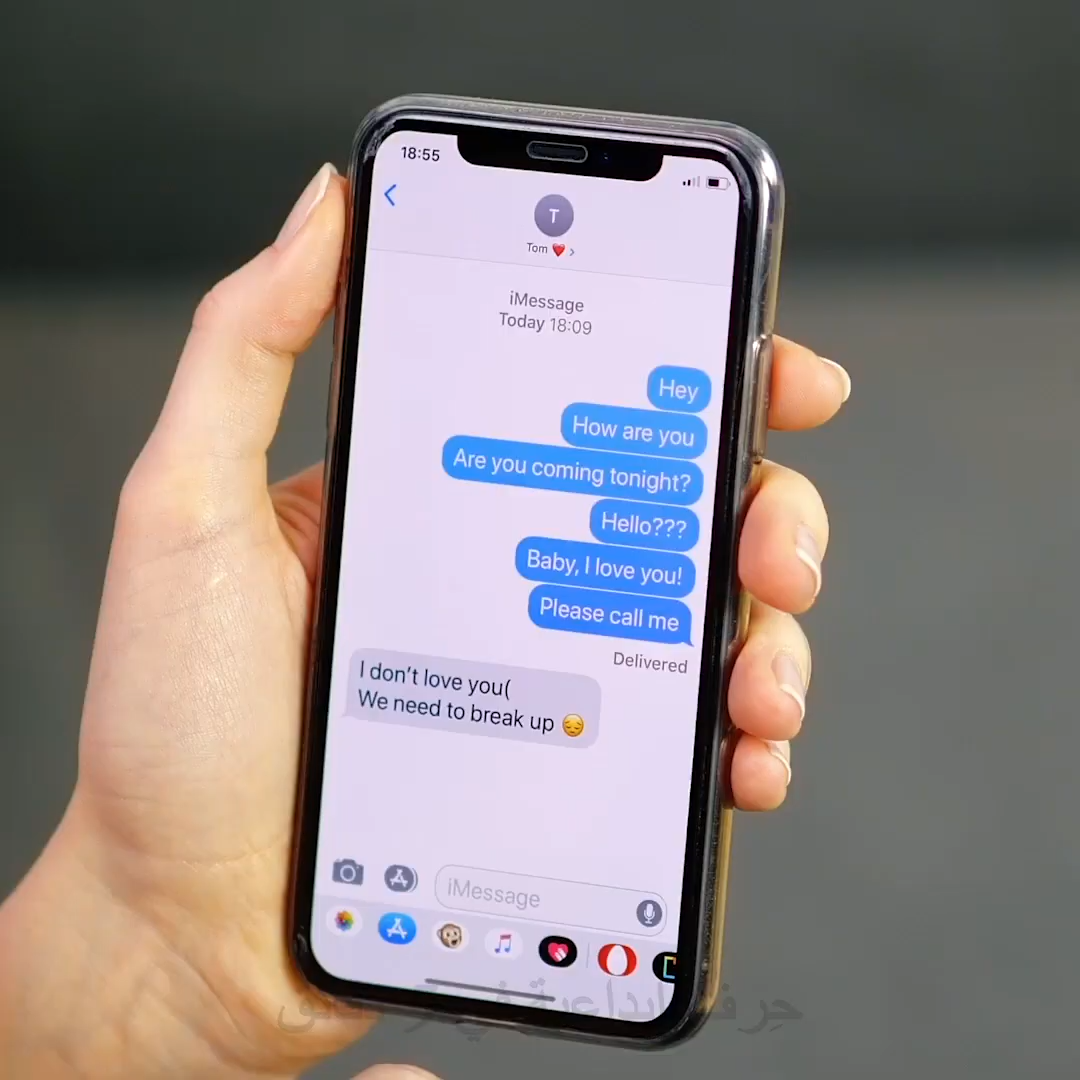 18:55
T
Tom ❤️ >
iMessage
Today 18:09
Hey
How are you
Are you coming tonight?
Hello???
Baby, I love you!
Please call me
Delivered
I don't love you(
We need to break up 😔
iMessage